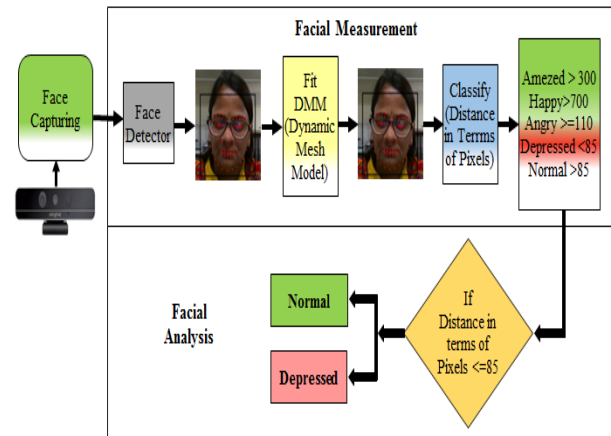 Facial Measurement
Face
Capturing
Face
Detector
Fit
DMM
(Dynamic
Mesh
Model)
Classify
(Distance
in Terrms
of Pixels)
Amezed > 300
Happy>700
Angry >=110
Depressed <85
Normal >85
Facial
Analysis
Normal
Depressed
If
Distance in
terms of
Pixels <=85